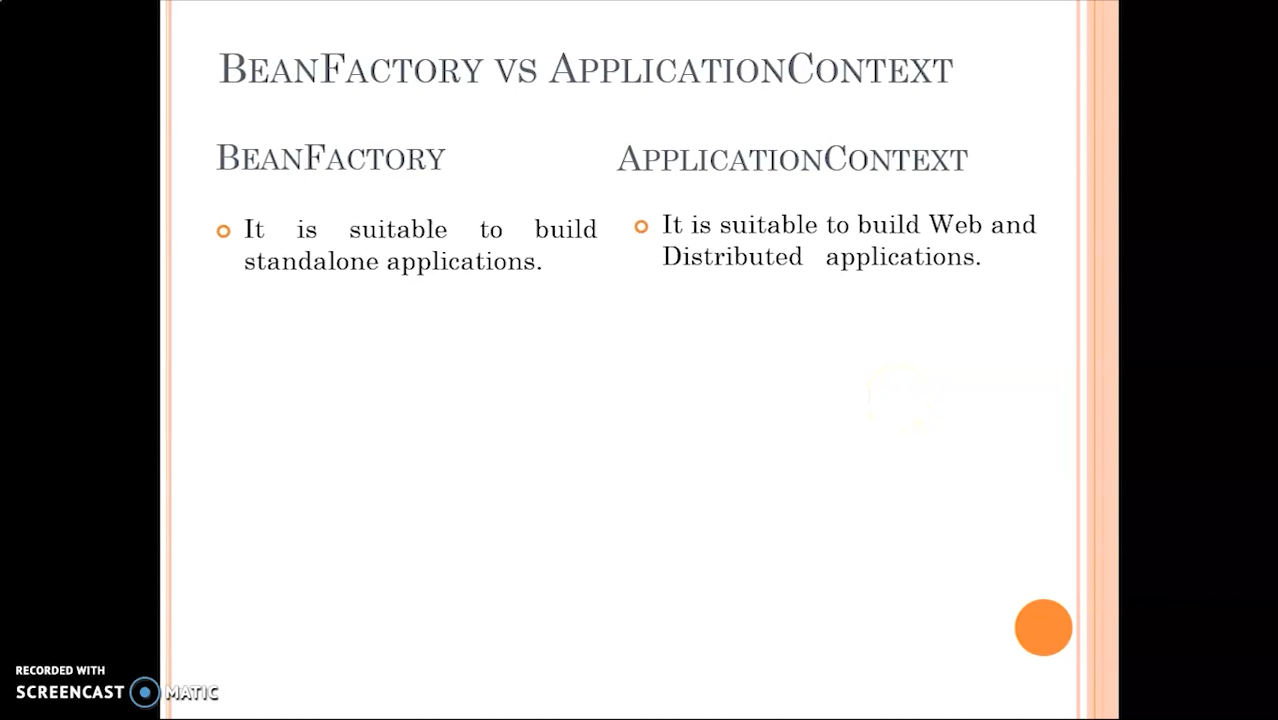 BeanFactory vs ApplicationContext
BeanFactory
It is suitable to build
standalone applications.
ApplicationContext
It is suitable to build Web and
Distributed applications.
RECORDED WITH
SCREENCAST MATIC